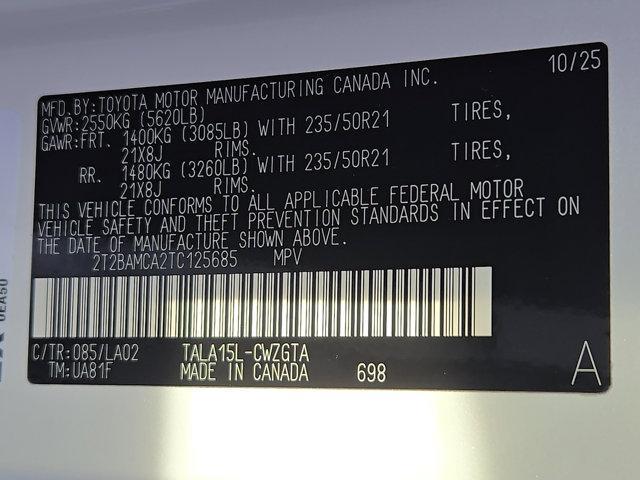 10/25
MFD.BY:TOYOTA MOTOR MANUFACTURING CANADA INC.
GVWR:2550KG (5620LB)
GAWR:FRT. 1400KG (3085LB) WITH 235/50R21 TIRES,
21X8J RIMS.
RR. 1480KG (3260LB) WITH 235/50R21 TIRES,
21X8J RIMS.
THIS VEHICLE CONFORMS TO ALL APPLICABLE FEDERAL MOTOR
VEHICLE SAFETY AND THEFT PREVENTION STANDARDS IN EFFECT ON
THE DATE OF MANUFACTURE SHOWN ABOVE.
2T2BAMCA2TC125685 MPV
C/TR:085/LA02 TALA15L-CWZGTA
TM:UA81F MADE IN CANADA 698
A
0EA50